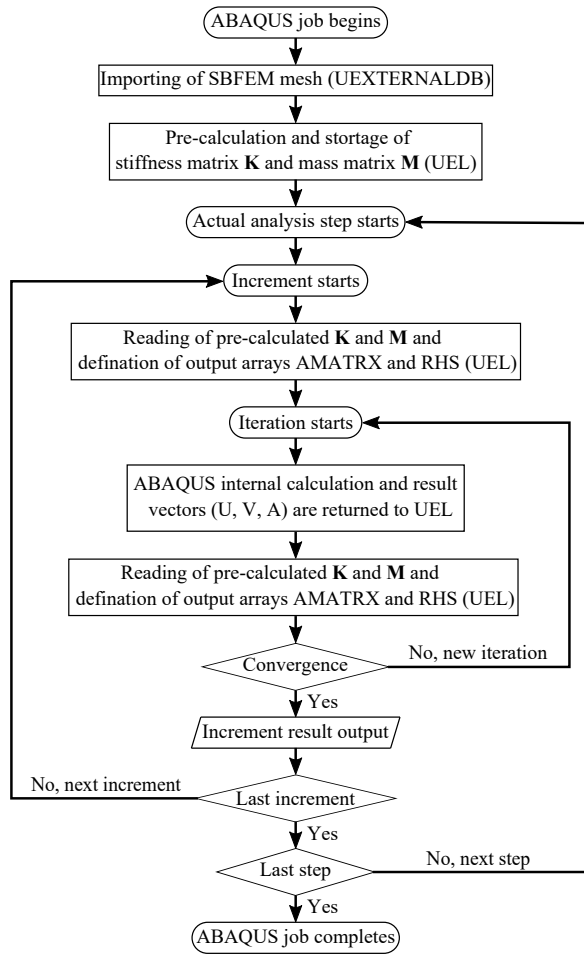 ABAQUS job begins
Importing of SBFEM mesh (UEXTERNALDB)
Pre-calculation and stortage of
stiffness matrix K and mass matrix M (UEL)
Actual analysis step starts
Increment starts
Reading of pre-calculated K and M and
defination of output arrays AMATRX and RHS (UEL)
Iteration starts
ABAQUS internal calculation and result
vectors (U, V, A) are returned to UEL
Reading of pre-calculated K and M and
defination of output arrays AMATRX and RHS (UEL)
Convergence
No, new iteration
Yes
Increment result output
No, next increment
Last increment
Yes
Last step
No, next step
Yes
ABAQUS job completes